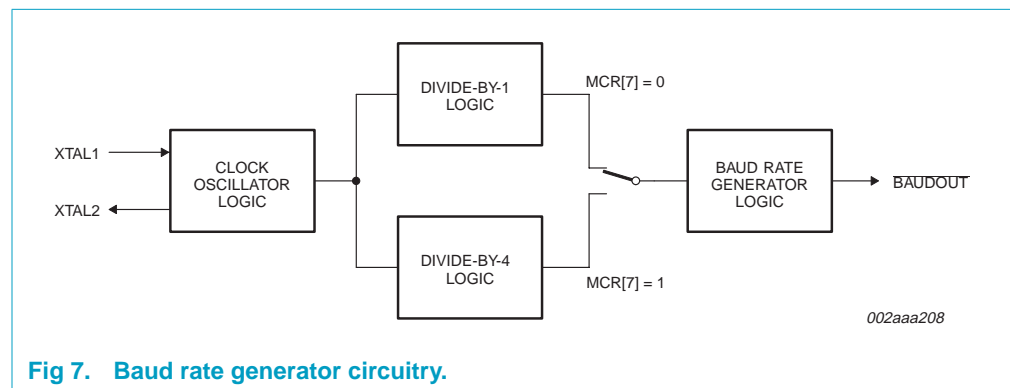 DIVIDE-BY-1
LOGIC
MCR[7] = 0
XTAL1
XTAL2
CLOCK
OSCILLATOR
LOGIC
BAUD RATE
GENERATOR
LOGIC
BAUDOUT
DIVIDE-BY-4
LOGIC
MCR[7] = 1
002aaa208
Fig 7. Baud rate generator circuitry.